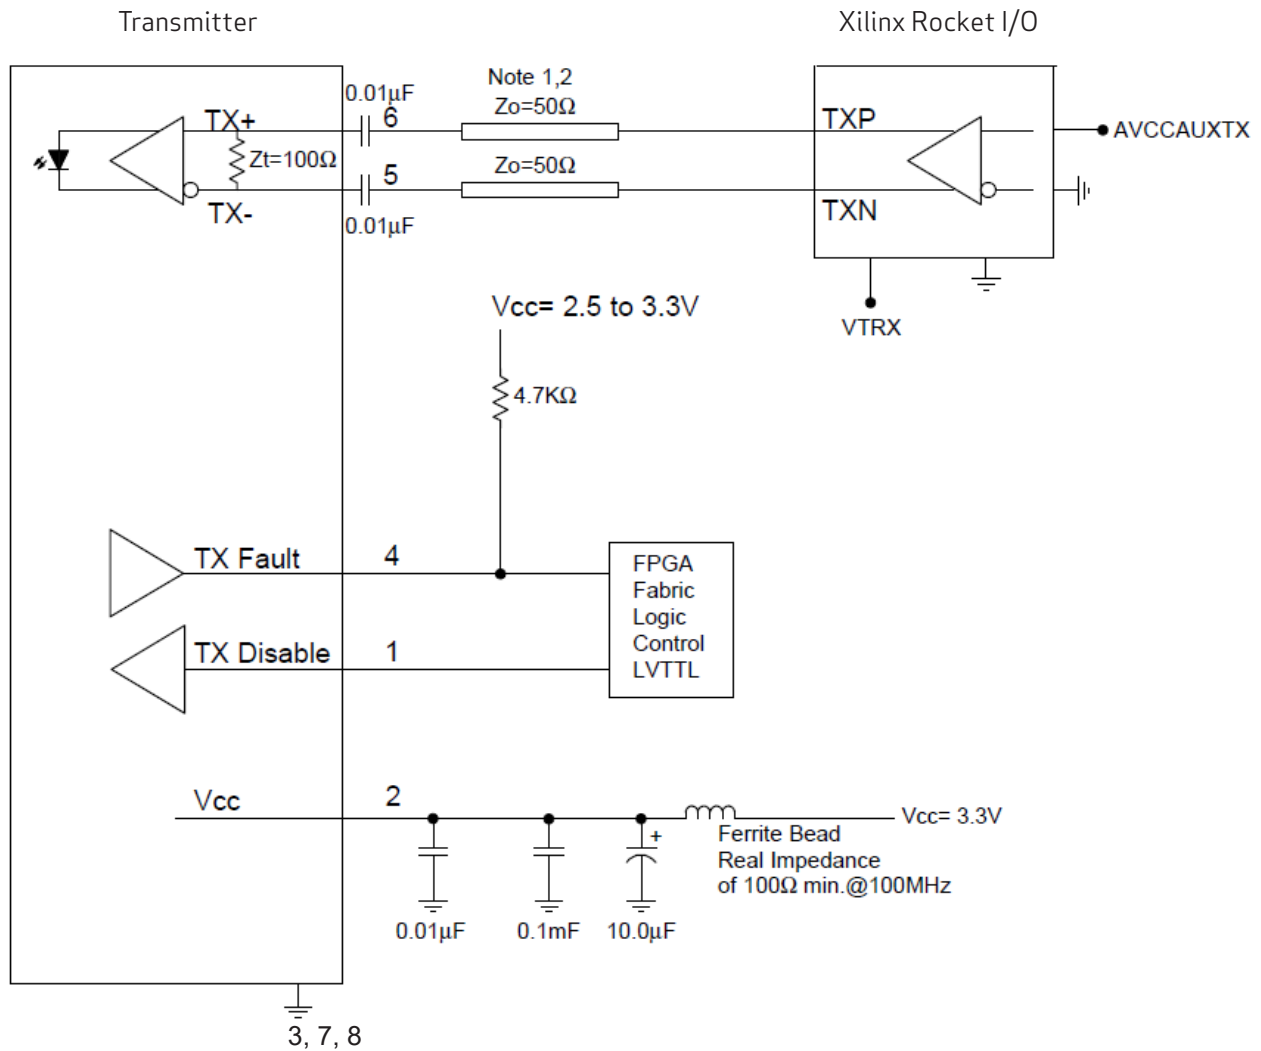 Transmitter
Xilinx Rocket I/O
Note 1,2
0.01µF
Zo=50Ω
TX+
6
TXP
AVCCAUXTX
Zt=100Ω
Zo=50Ω
5
TX-
TXN
0.01µF
Vcc= 2.5 to 3.3V
VTRX
4.7KΩ
TX Fault
4
FPGA
Fabric
Logic
Control
LVTTL
TX Disable
1
Vcc
2
Vcc= 3.3V
+
Ferrite Bead
Real Impedance
of 100Ω min.@100MHz
0.01µF
0.1mF
10.0µF
3, 7, 8